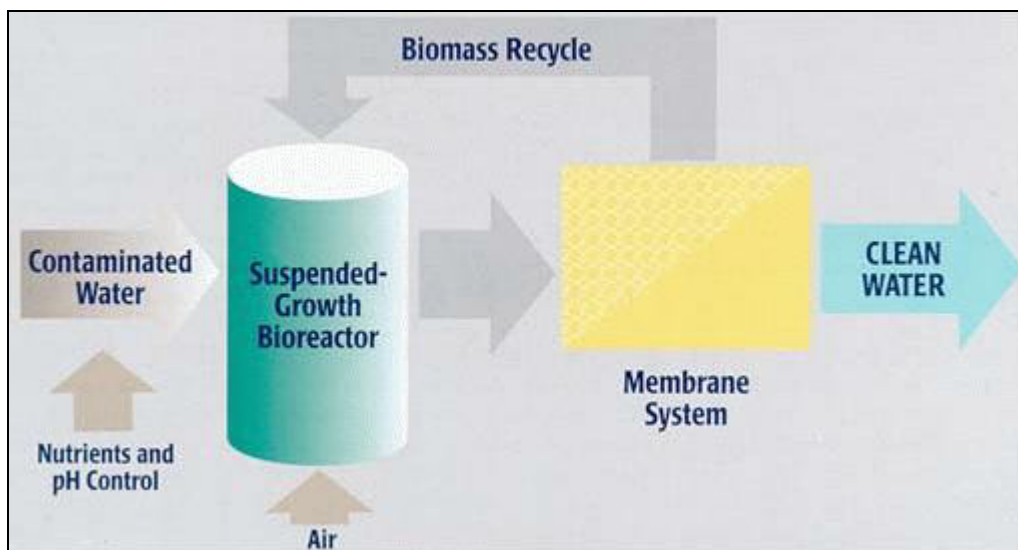 Biomass Recycle
Contaminated
Water
Suspended-
Growth
Bioreactor
CLEAN
WATER
Membrane
System
Nutrients and
pH Control
Air